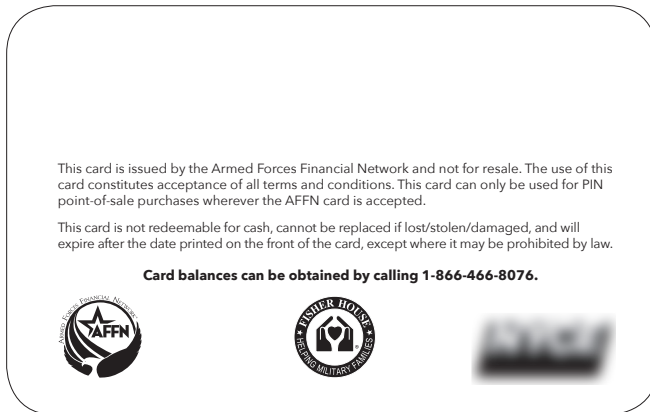 This card is issued by the Armed Forces Financial Network and not for resale. The use of this
card constitutes acceptance of all terms and conditions. This card can only be used for PIN
point-of-sale purchases wherever the AFFN card is accepted.
This card is not redeemable for cash, cannot be replaced if lost/stolen/damaged, and will
expire after the date printed on the front of the card, except where it may be prohibited by law.
Card balances can be obtained by calling 1-866-466-8076.
ARMED FORCES FINANCIAL NETWORK
AFFN
★ FISHER HOUSE ★
HELPING MILITARY FAMILIES
®